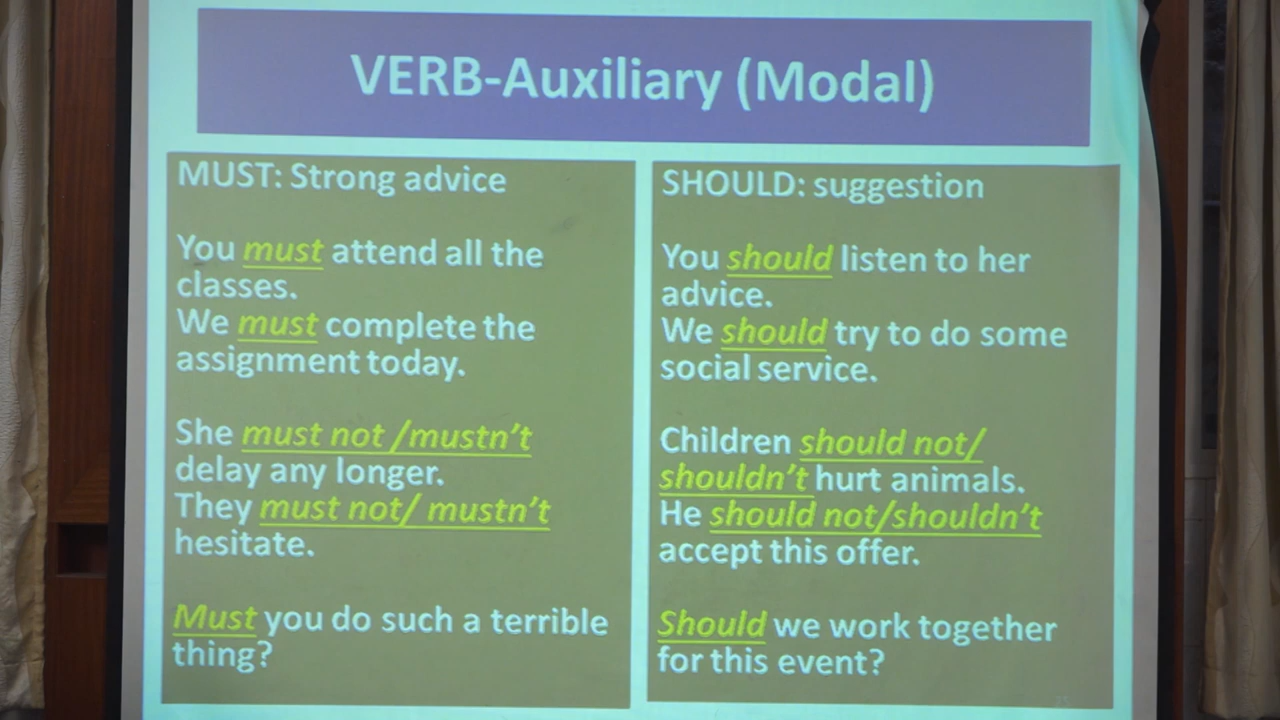 VERB-Auxiliary (Modal)
MUST: Strong advice
You must attend all the
classes.
We must complete the
assignment today.
She must not /mustn't
delay any longer.
They must not/ mustn't
hesitate.
Must you do such a terrible
thing?
SHOULD: suggestion
You should listen to her
advice.
We should try to do some
social service.
Children should not/
shouldn't hurt animals.
He should not/shouldn't
accept this offer.
Should we work together
for this event?